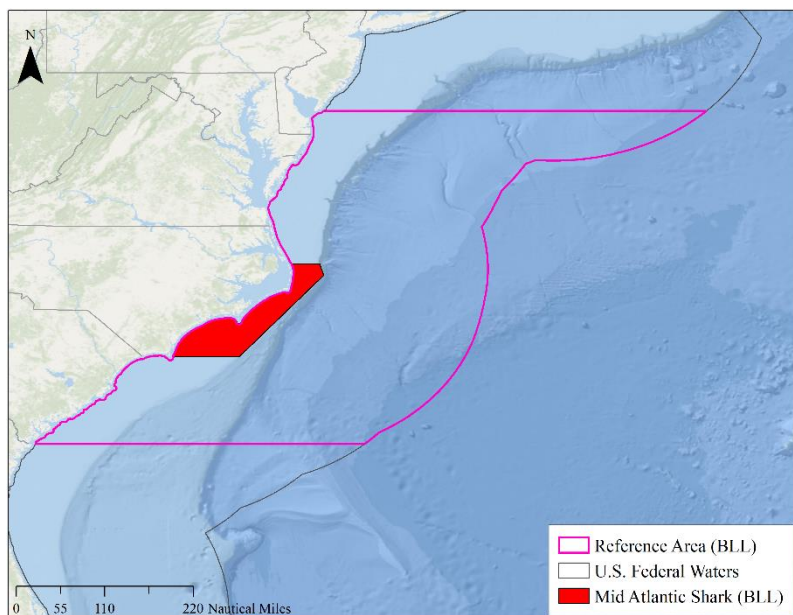 N
Reference Area (BLL)
U.S. Federal Waters
Mid Atlantic Shark (BLL)
0 55 110 220 Nautical Miles